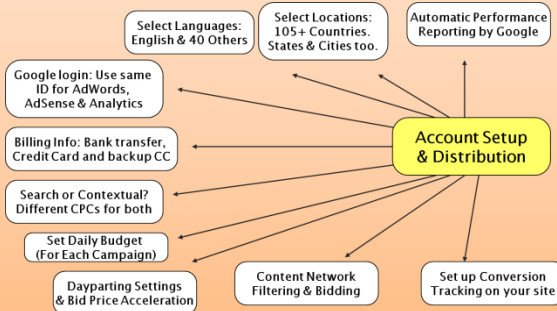 Select Languages:
English & 40 Others
Select Locations:
105+ Countries.
States & Cities too.
Automatic Performance
Reporting by Google
Google login: Use same
ID for AdWords,
AdSense & Analytics
Billing Info: Bank transfer,
Credit Card and backup CC
Account Setup
& Distribution
Search or Contextual?
Different CPCs for both
Set Daily Budget
(For Each Campaign)
Dayparting Settings
& Bid Price Acceleration
Content Network
Filtering & Bidding
Set up Conversion
Tracking on your site